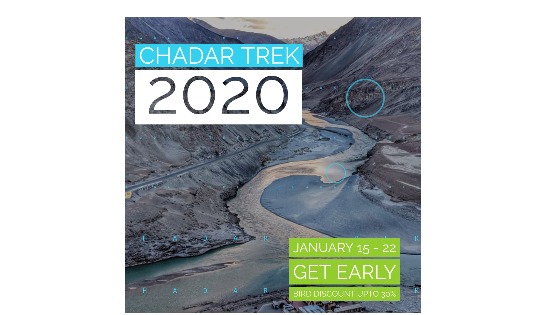 CHADAR TREK
2020
JANUARY 15 - 22
GET EARLY
BIRD DISCOUNT UPTO 30%